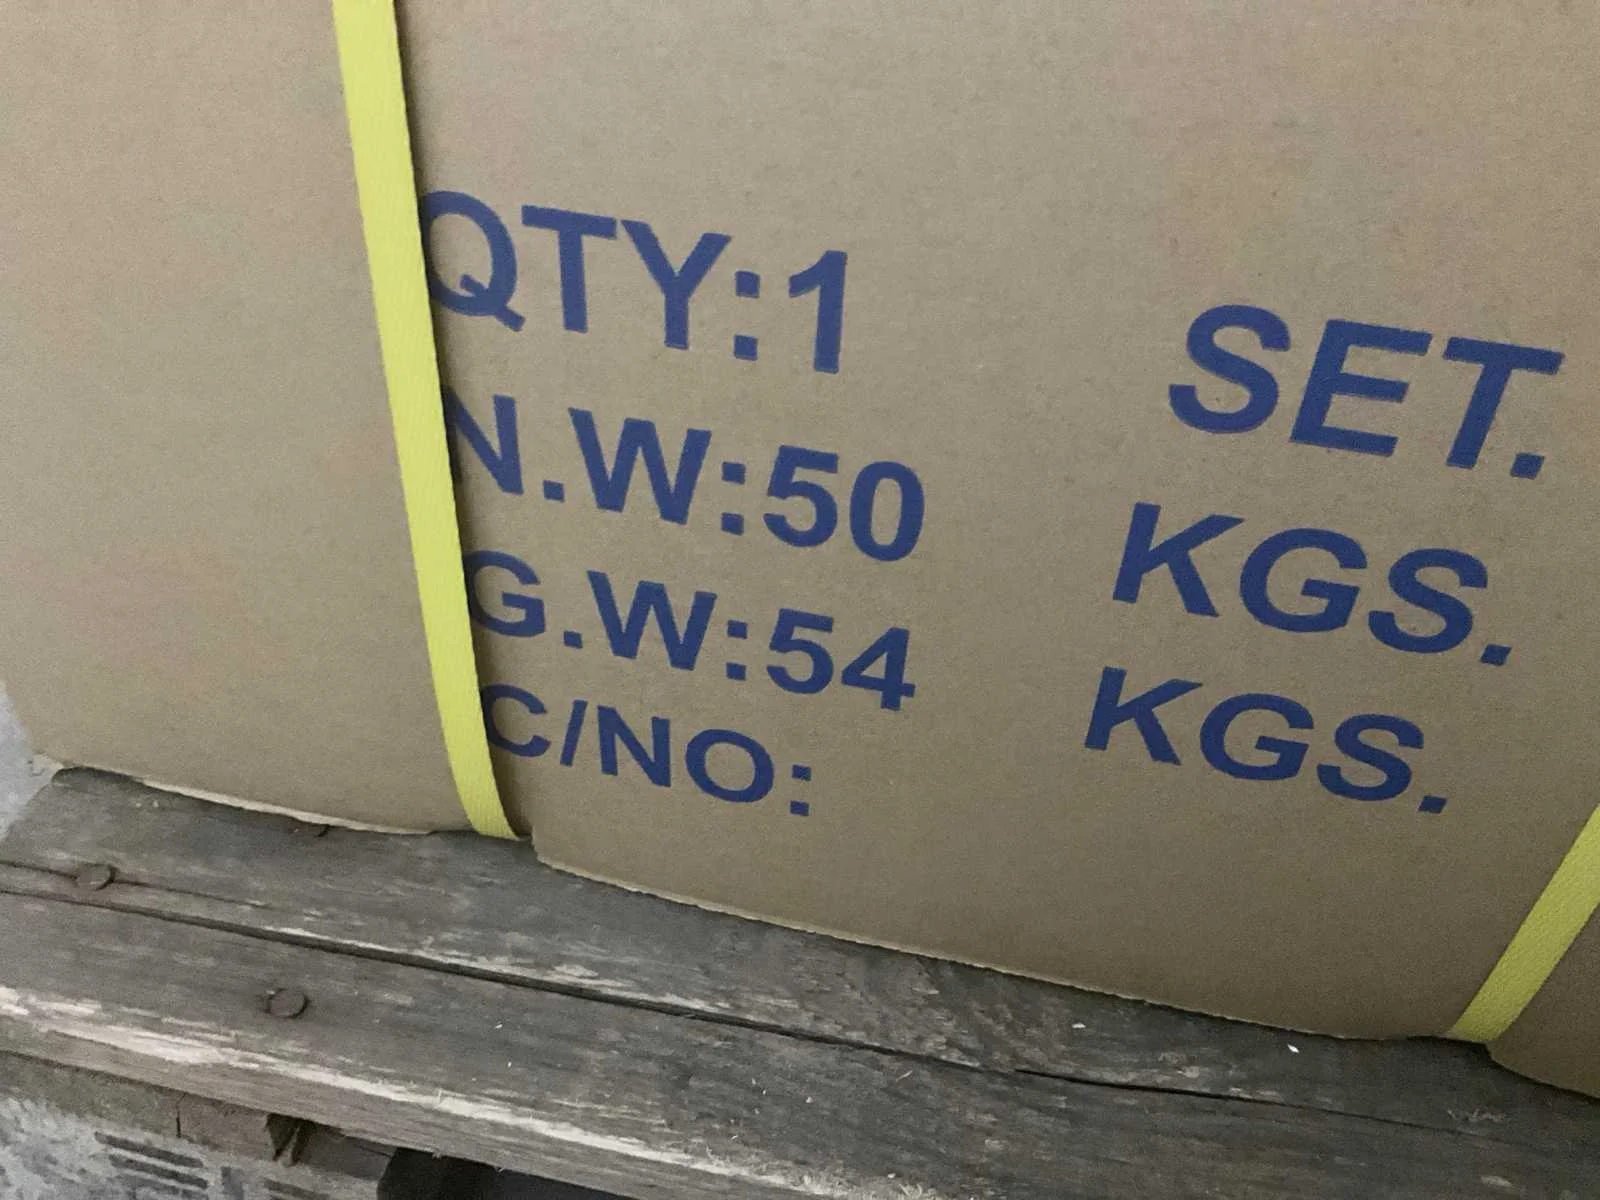 QTY:1 SET.
N.W:50 KGS.
G.W:54 KGS.
C/NO: